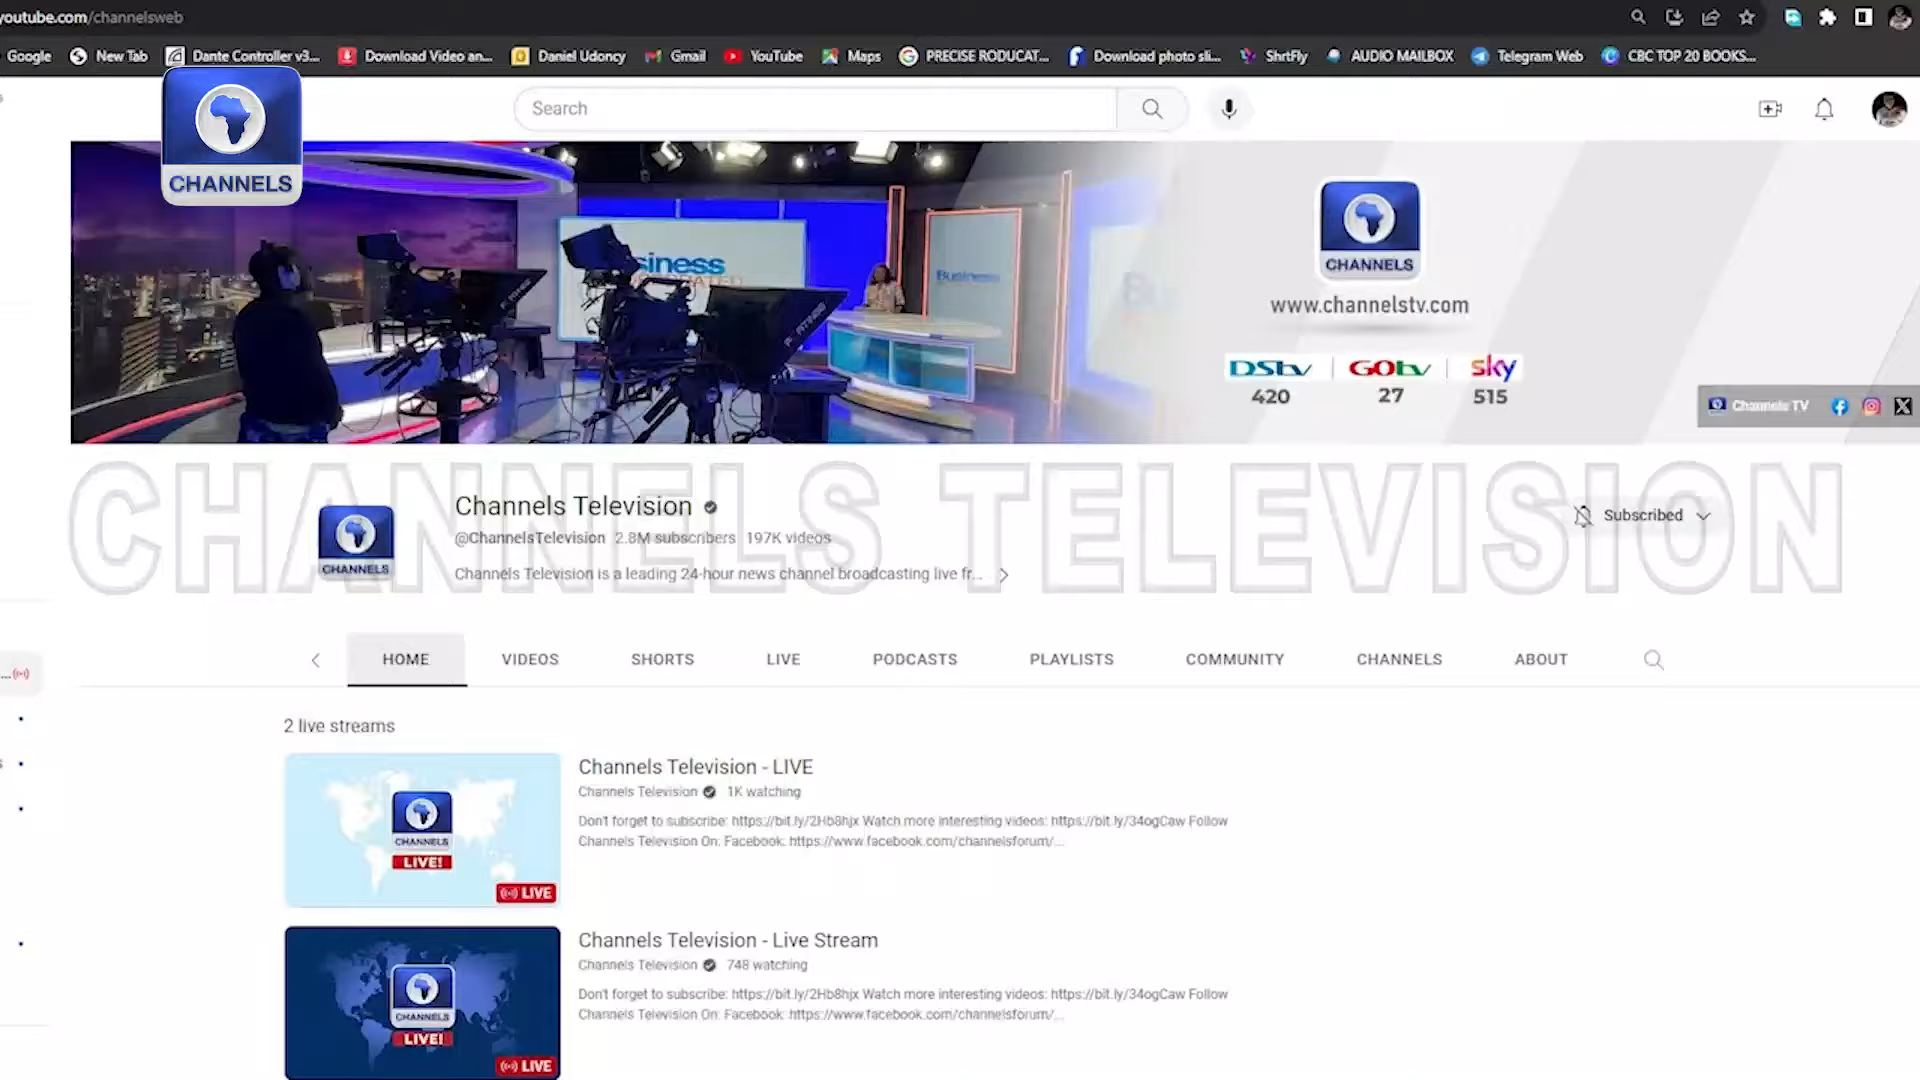 youtube.com/channelsweb
Google New Tab Dante Controller v3... Download Video an... Daniel Udoncy Gmail YouTube Maps PRECISE RODUCAT... Download photo sli... ShrtFly AUDIO MAILBOX Telegram Web CBC TOP 20 BOOKS...
Search
CHANNELS
siness
Business
CHANNELS
www.channelstv.com
DStv GOtv sky
420 27 515
Channels TV
CHANNELS TELEVISION
CHANNELS
Channels Television
@ChannelsTelevision 2.8M subscribers 197K videos
Channels Television is a leading 24-hour news channel broadcasting live fr...
Subscribed
HOME VIDEOS SHORTS LIVE PODCASTS PLAYLISTS COMMUNITY CHANNELS ABOUT
2 live streams
CHANNELS
LIVE!
LIVE
Channels Television - LIVE
Channels Television 1K watching
Don't forget to subscribe: https://bit.ly/2Hb8hjx Watch more interesting videos: https://bit.ly/34ogCaw Follow
Channels Television On: Facebook: https://www.facebook.com/channelsforum/...
CHANNELS
LIVE!
LIVE
Channels Television - Live Stream
Channels Television 748 watching
Don't forget to subscribe: https://bit.ly/2Hb8hjx Watch more interesting videos: https://bit.ly/34ogCaw Follow
Channels Television On: Facebook: https://www.facebook.com/channelsforum/...